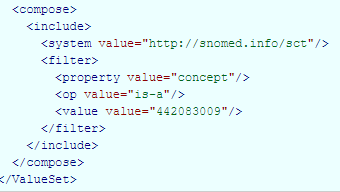 <compose>
<include>
<system value="http://snomed.info/sct"/>
<filter>
<property value="concept"/>
<op value="is-a"/>
<value value="442083009"/>
</filter>
</include>
</compose>
</ValueSet>